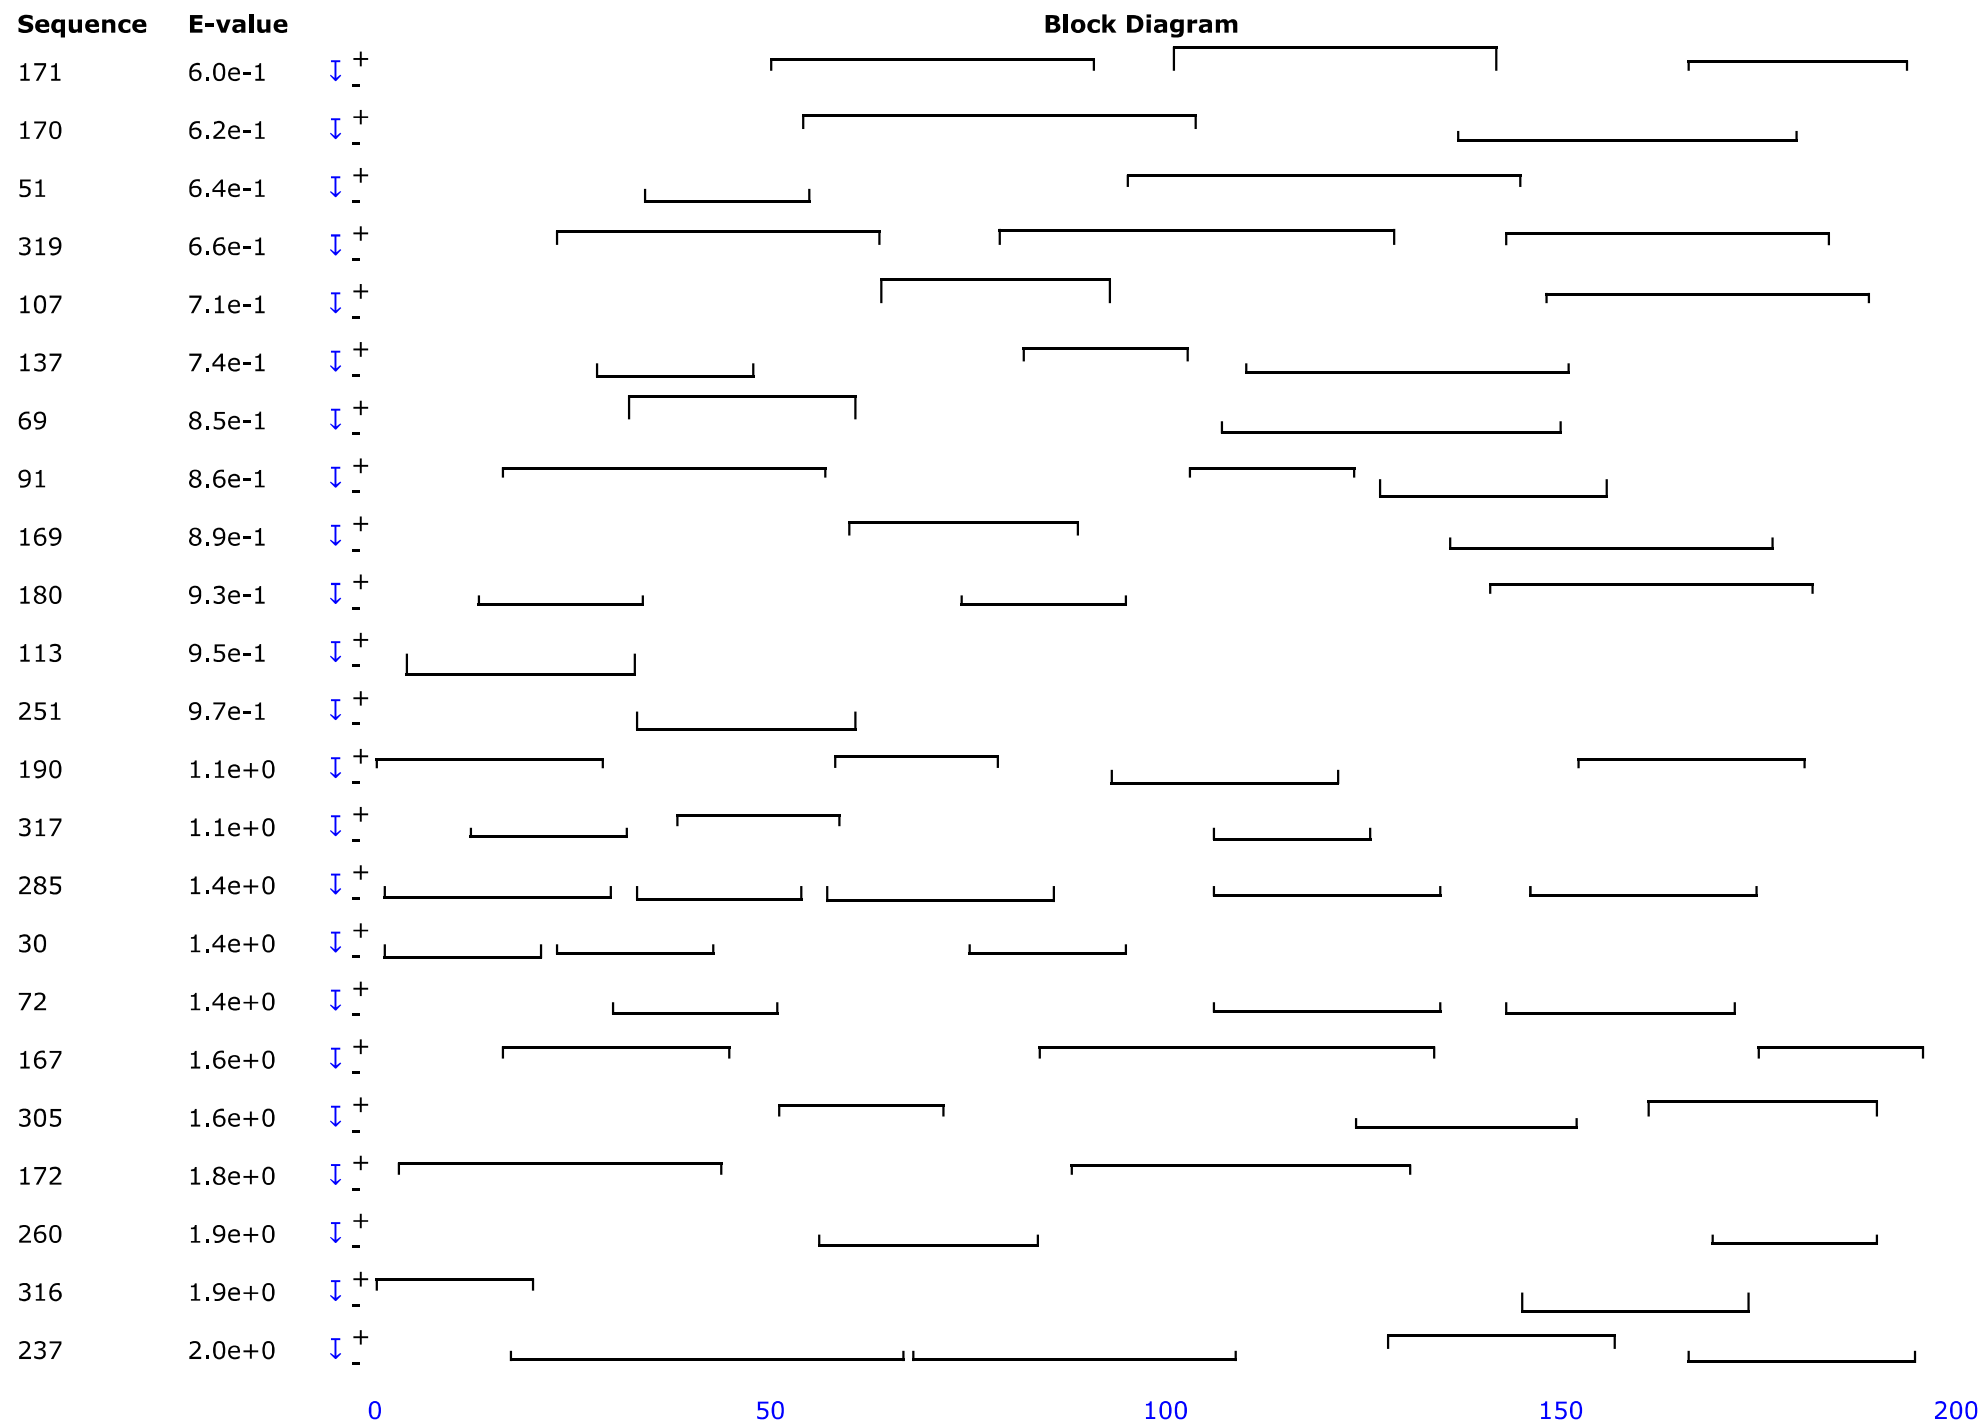 Sequence E-value Block Diagram
171 6.0e-1 ↧ + -
170 6.2e-1 ↧ + -
51 6.4e-1 ↧ + -
319 6.6e-1 ↧ + -
107 7.1e-1 ↧ + -
137 7.4e-1 ↧ + -
69 8.5e-1 ↧ + -
91 8.6e-1 ↧ + -
169 8.9e-1 ↧ + -
180 9.3e-1 ↧ + -
113 9.5e-1 ↧ + -
251 9.7e-1 ↧ + -
190 1.1e+0 ↧ + -
317 1.1e+0 ↧ + -
285 1.4e+0 ↧ + -
30 1.4e+0 ↧ + -
72 1.4e+0 ↧ + -
167 1.6e+0 ↧ + -
305 1.6e+0 ↧ + -
172 1.8e+0 ↧ + -
260 1.9e+0 ↧ + -
316 1.9e+0 ↧ + -
237 2.0e+0 ↧ + -
0 50 100 150 200